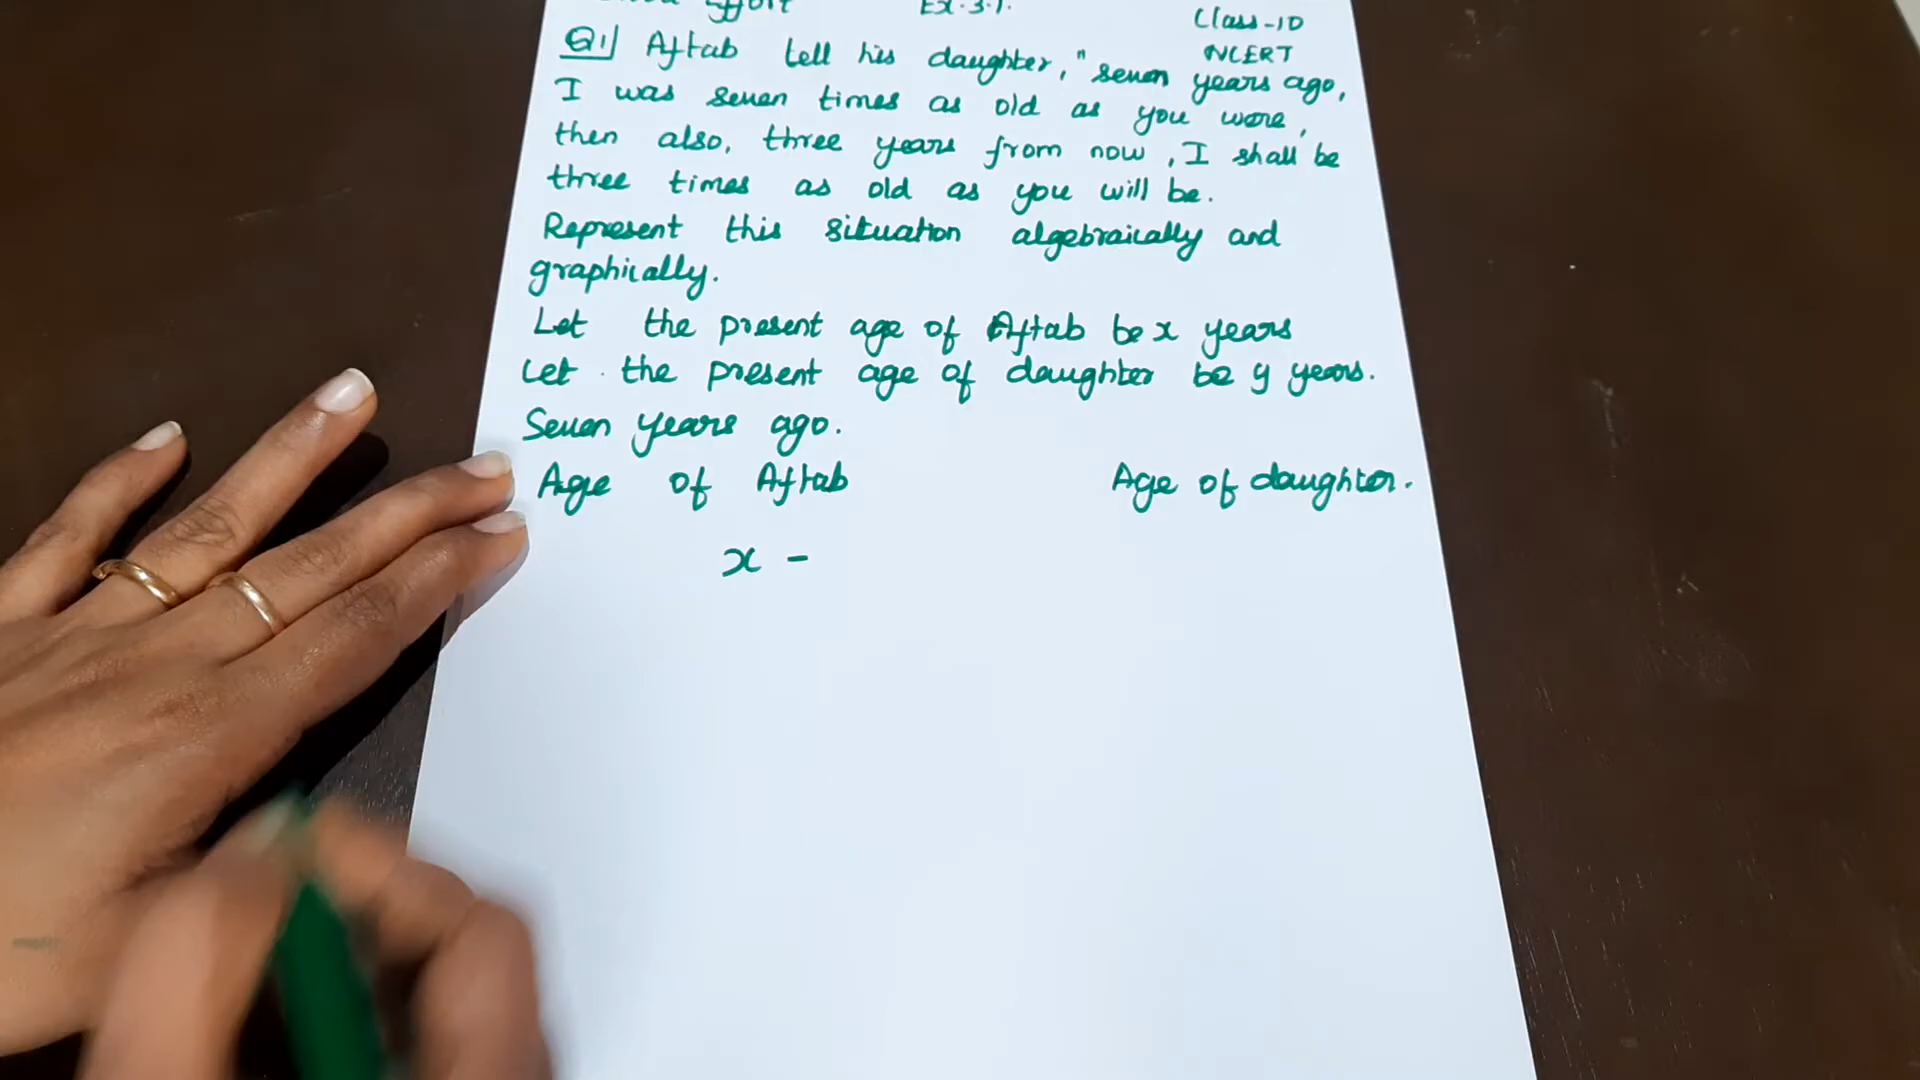 Ex. 3.1.
Class-10
NCERT
Q1 Aftab tell his daughter, "seven years ago,
I was seven times as old as you were,
then also, three years from now, I shall be
three times as old as you will be.
Represent this situation algebraically and
graphically.
Let the present age of Aftab be x years
Let the present age of daughter be y years.
Seven years ago.
Age of Aftab Age of daughter.
x -